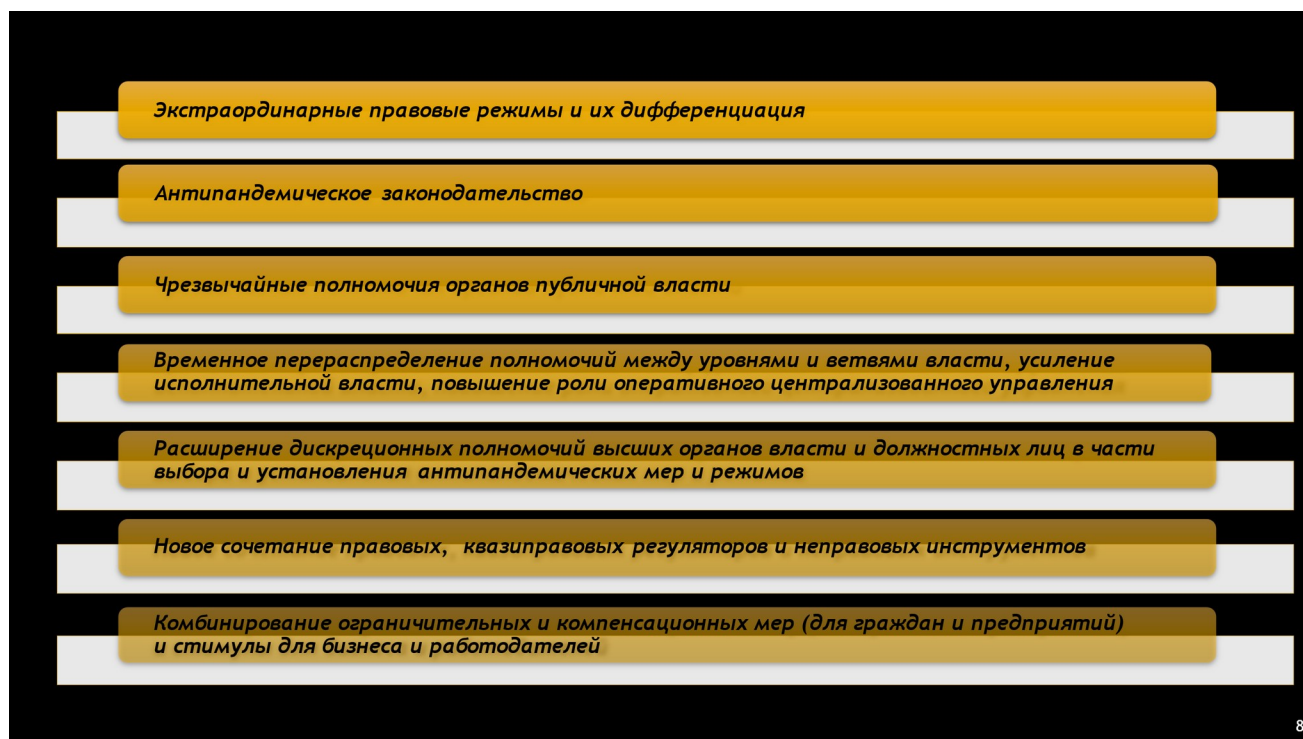 Экстраординарные правовые режимы и их дифференциация
Антипандемическое законодательство
Чрезвычайные полномочия органов публичной власти
Временное перераспределение полномочий между уровнями и ветвями власти, усиление
исполнительной власти, повышение роли оперативного централизованного управления
Расширение дискреционных полномочий высших органов власти и должностных лиц в части
выбора и установления антипандемических мер и режимов
Новое сочетание правовых, квазиправовых регуляторов и неправовых инструментов
Комбинирование ограничительных и компенсационных мер (для граждан и предприятий)
и стимулы для бизнеса и работодателей
8